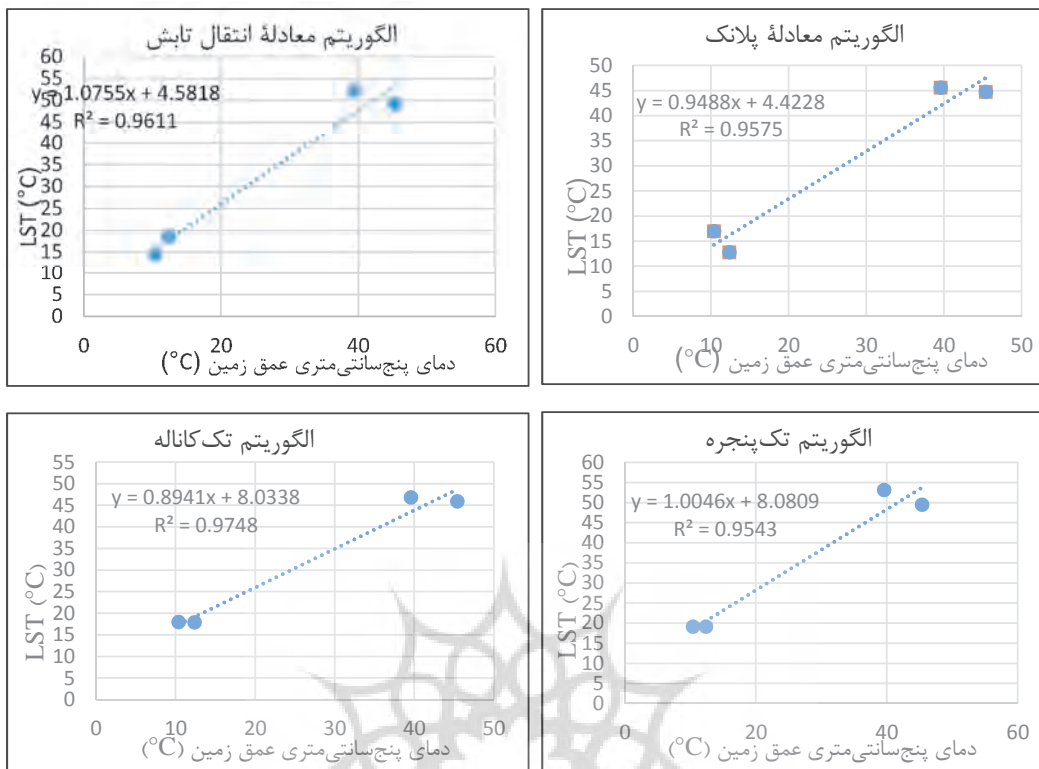 الگوریتم معادلهٔ انتقال تابش
y = 1.0755x + 4.5818
R² = 0.9611
LST (°C)
60
55
50
45
40
35
30
25
20
15
10
5
0
0 20 40 60
دمای پنج‌سانتی‌متری عمق زمین (°C)
الگوریتم معادلهٔ پلانک
y = 0.9488x + 4.4228
R² = 0.9575
LST (°C)
50
45
40
35
30
25
20
15
10
5
0
0 10 20 30 40 50
دمای پنج‌سانتی‌متری عمق زمین (°C)
الگوریتم تک‌کاناله
y = 0.8941x + 8.0338
R² = 0.9748
LST (°C)
55
50
45
40
35
30
25
20
15
10
5
0
0 10 20 30 40 50
دمای پنج‌سانتی‌متری عمق زمین (°C)
الگوریتم تک‌پنجره
y = 1.0046x + 8.0809
R² = 0.9543
LST (°C)
60
55
50
45
40
35
30
25
20
15
10
5
0
0 20 40 60
دمای پنج‌سانتی‌متری عمق زمین (°C)